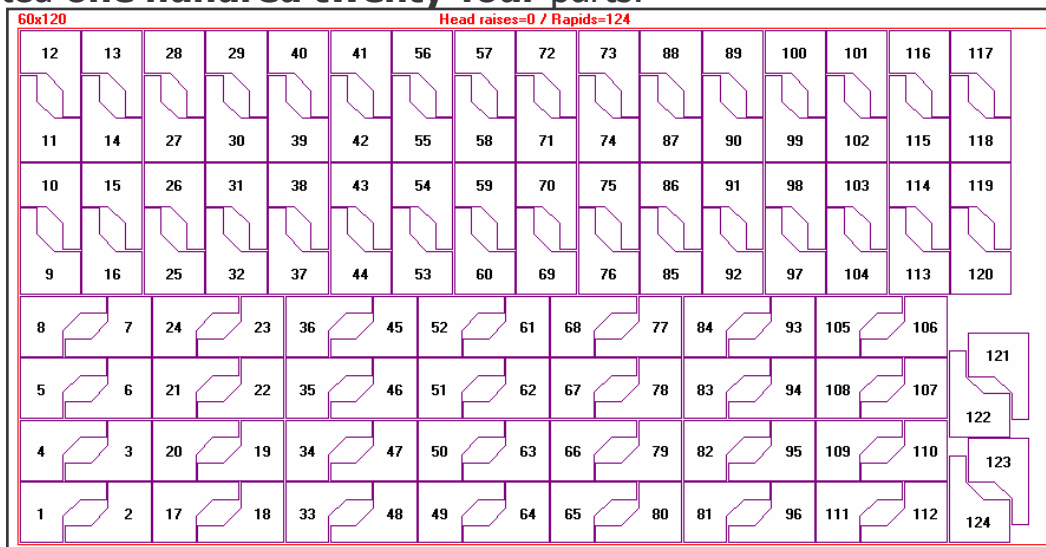 one hundred twenty-four parts.
60x120 Head raises=0 / Rapids=124
12 13 28 29 40 41 56 57 72 73 88 89 100 101 116 117
11 14 27 30 39 42 55 58 71 74 87 90 99 102 115 118
10 15 26 31 38 43 54 59 70 75 86 91 98 103 114 119
9 16 25 32 37 44 53 60 69 76 85 92 97 104 113 120
8 7 24 23 36 45 52 61 68 77 84 93 105 106
121
5 6 21 22 35 46 51 62 67 78 83 94 108 107
122
4 3 20 19 34 47 50 63 66 79 82 95 109 110
123
1 2 17 18 33 48 49 64 65 80 81 96 111 112
124